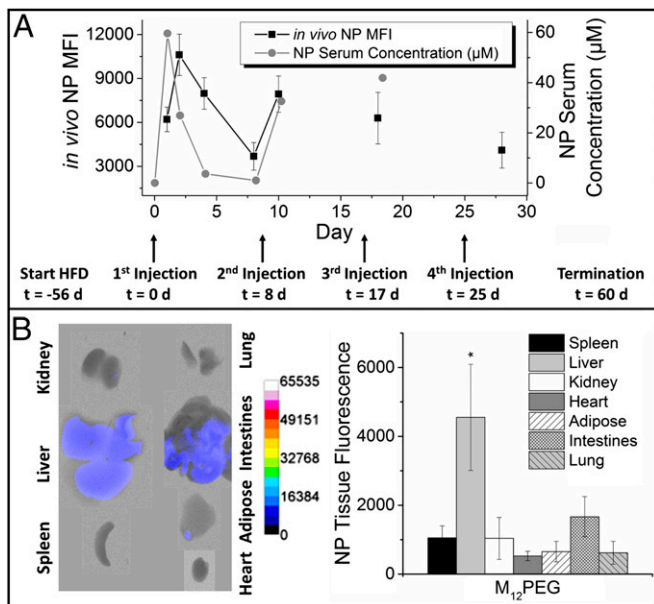 A
in vivo NP MFI
NP Serum Concentration (µM)
12000
9000
6000
3000
in vivo NP MFI
60
40
20
0
NP Serum
Concentration (µM)
0 5 10 15 20 25 30
Day
Start HFD 1st Injection 2nd Injection 3rd Injection 4th Injection Termination
t = -56 d t = 0 d t = 8 d t = 17 d t = 25 d t = 60 d
B
Kidney
Liver
Spleen
Lung
Intestines
Adipose
Heart
65535
49151
32768
16384
0
NP Tissue Fluorescence
6000
4000
2000
0
*
Spleen
Liver
Kidney
Heart
Adipose
Intestines
Lung
M12PEG